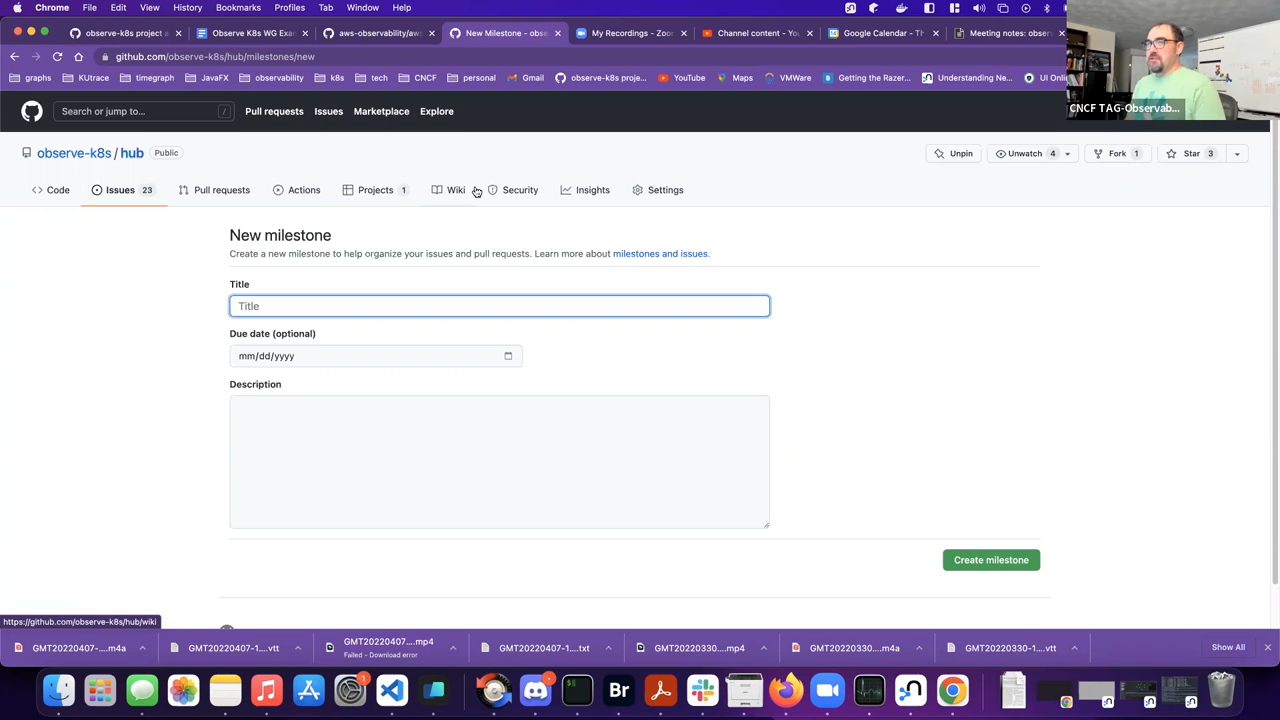 Chrome File Edit View History Bookmarks Profiles Tab Window Help
observe-k8s project a
Observe K8s WG Exan
aws-observability/aws
New Milestone - obse
My Recordings - Zoom
Channel content - You
Google Calendar - Th
Meeting notes: obser
github.com/observe-k8s/hub/milestones/new
graphs KUtrace timegraph JavaFX observability k8s tech CNCF personal Gmail observe-k8s proje... YouTube Maps VMWare Getting the Razer... Understanding Ne... UI Onli
CNCF TAG-Observab...
Search or jump to... /
Pull requests Issues Marketplace Explore
observe-k8s / hub Public
Unpin Unwatch 4 Fork 1 Star 3
Code Issues 23 Pull requests Actions Projects 1 Wiki Security Insights Settings
New milestone
Create a new milestone to help organize your issues and pull requests. Learn more about milestones and issues.
Title
Title
Due date (optional)
mm/dd/yyyy
Description
Create milestone
https://github.com/observe-k8s/hub/wiki
GMT20220407-....m4a
GMT20220407-1....vtt
GMT20220407....mp4
Failed - Download error
GMT20220407-1....txt
GMT20220330....mp4
GMT20220330....m4a
GMT20220330-1....vtt
Show All
1
Br